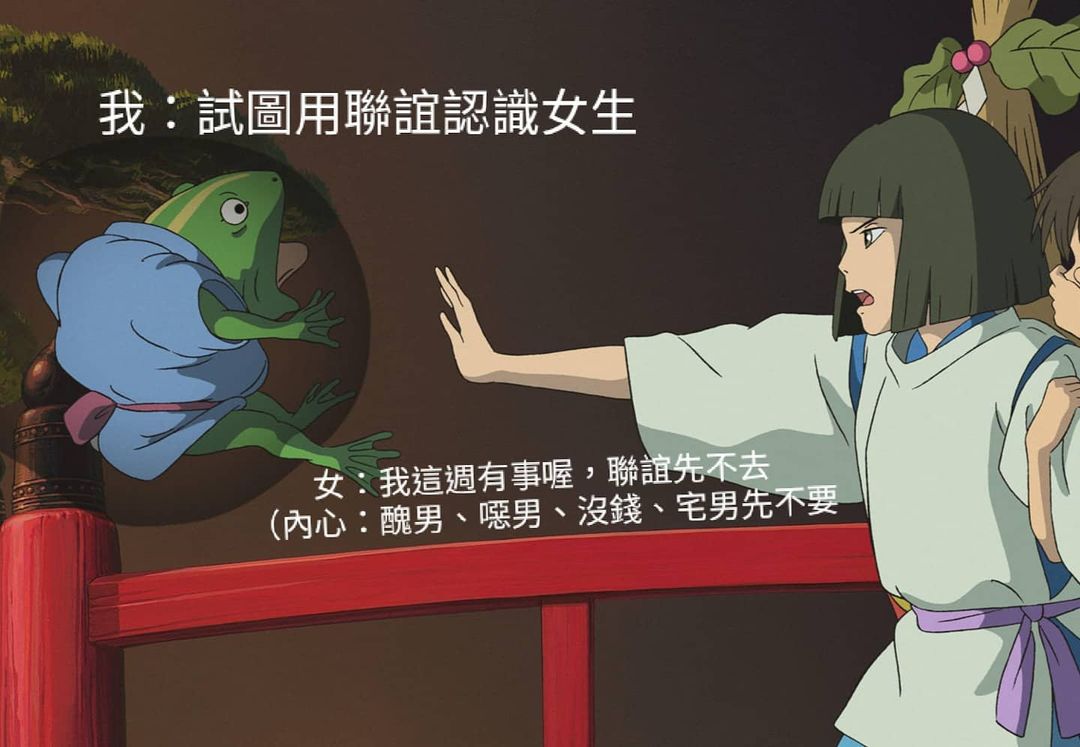 我：試圖用聯誼認識女生
女：我這週有事喔，聯誼先不去
（內心：醜男、噁男、沒錢、宅男先不要